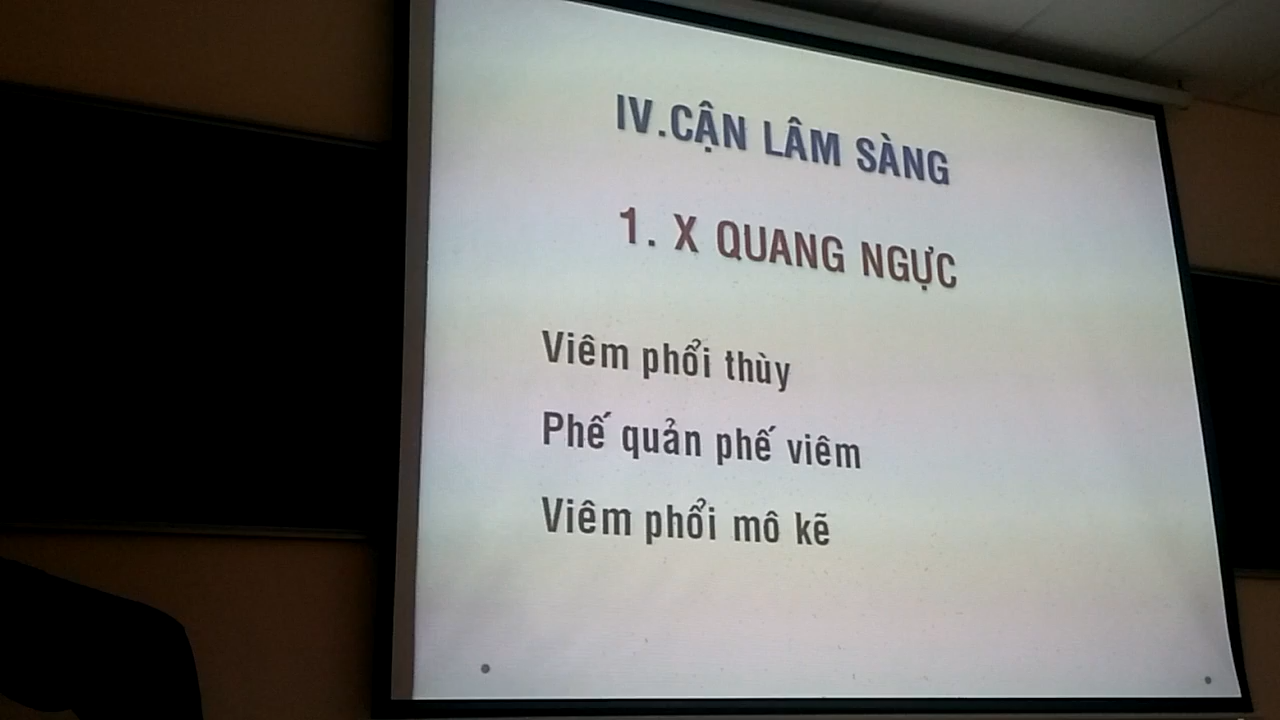 IV.CẬN LÂM SÀNG
1. X QUANG NGỰC
Viêm phổi thùy
Phế quản phế viêm
Viêm phổi mô kẽ